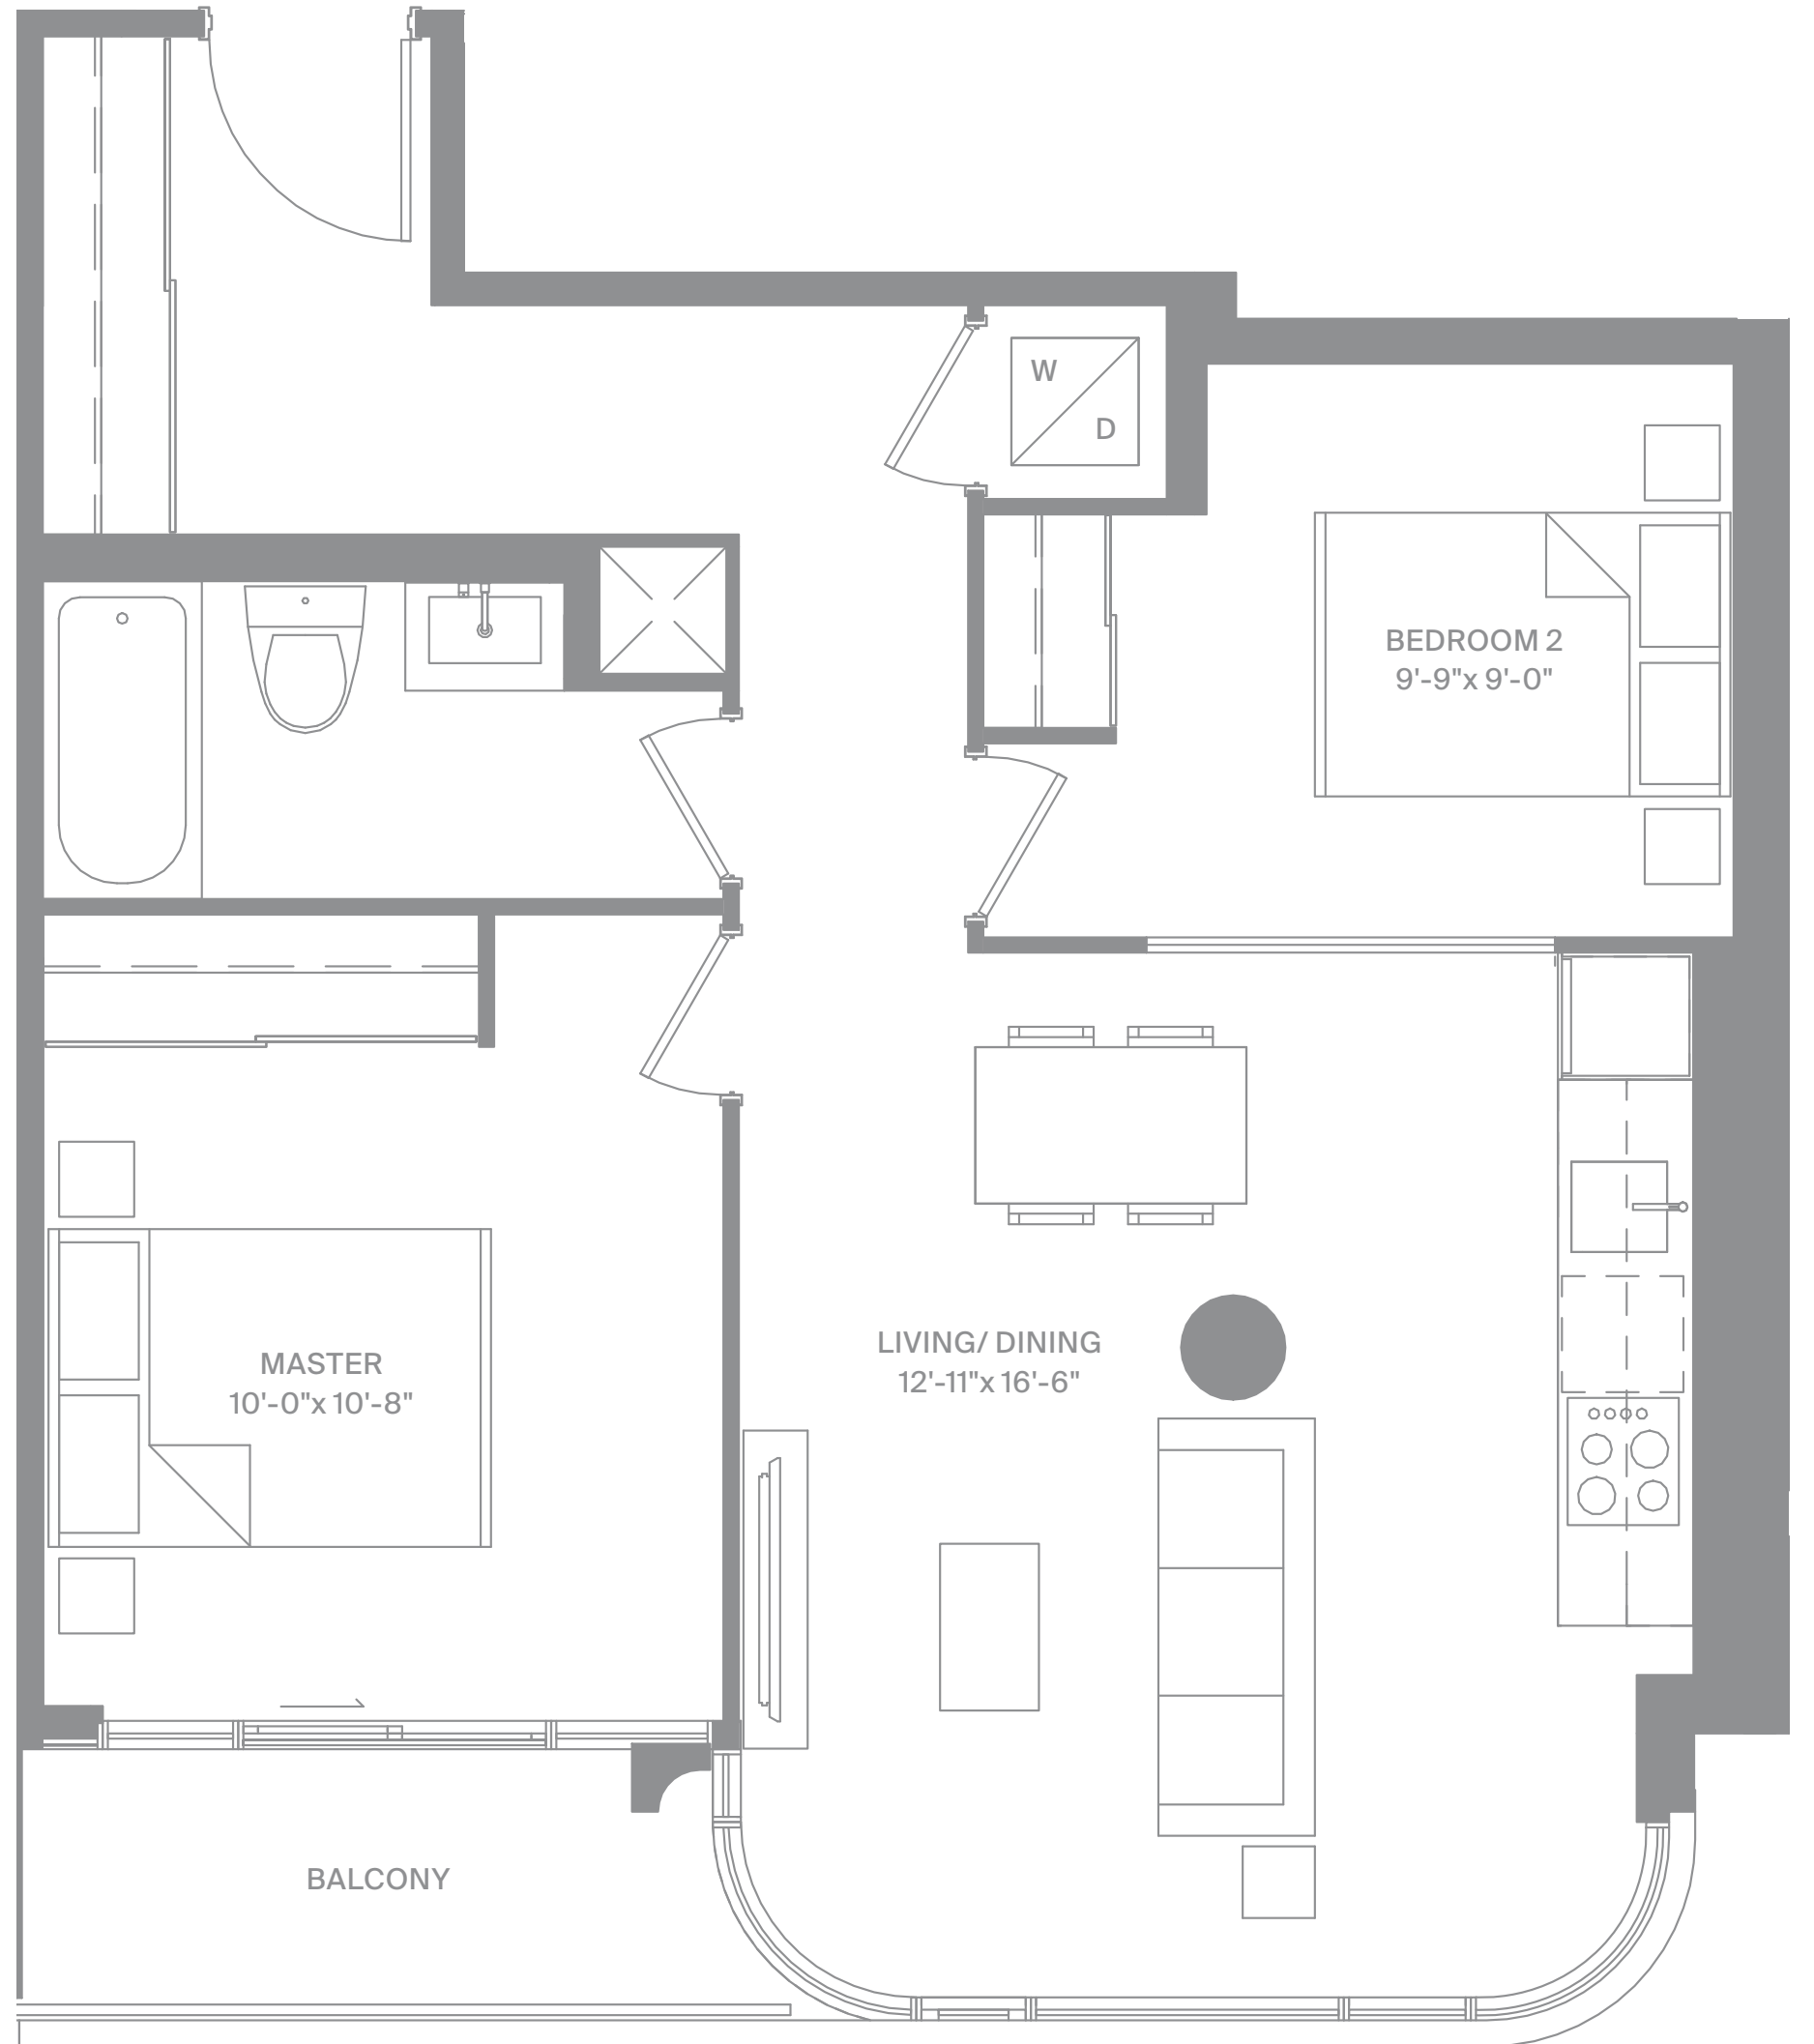 W
D
BEDROOM 2
9'-9"x 9'-0"
LIVING/ DINING
12'-11"x 16'-6"
MASTER
10'-0"x 10'-8"
BALCONY